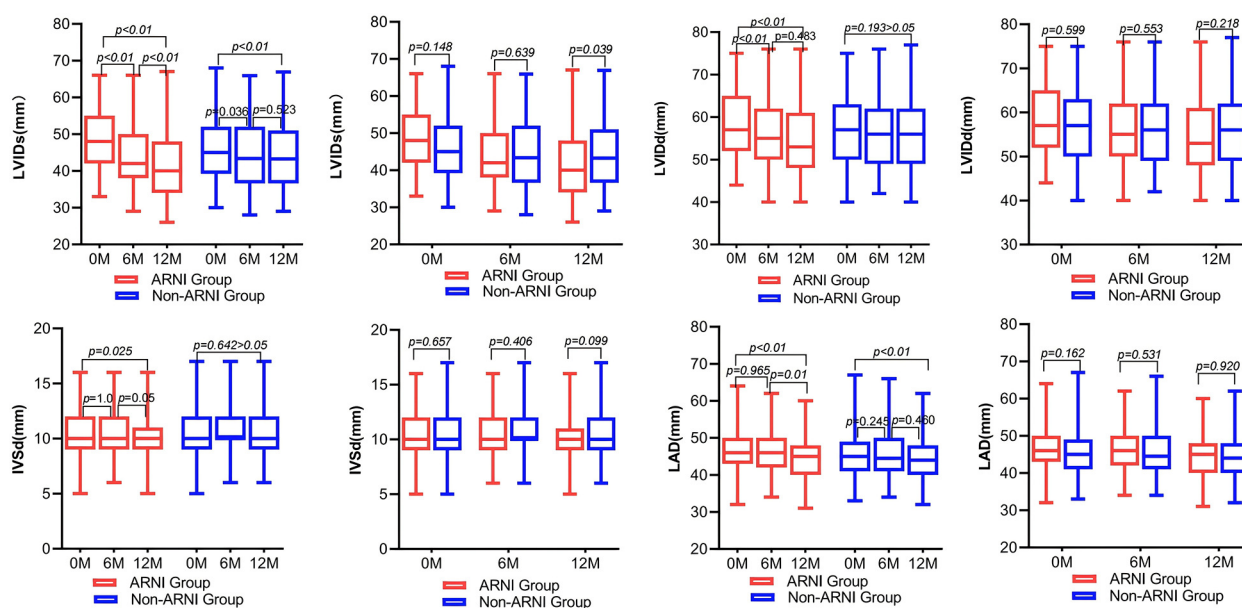 p<0.01
p<0.01 p<0.01
p<0.01
p=0.036 p=0.523
LVIDs(mm)
70
60
50
40
30
20
0M 6M 12M 0M 6M 12M
ARNI Group
Non-ARNI Group
p=0.148 p=0.639 p=0.039
LVIDs(mm)
80
70
60
50
40
30
20
0M 6M 12M
ARNI Group
Non-ARNI Group
p<0.01
p<0.01 p=0.483
p=0.193>0.05
LVIDd(mm)
80
70
60
50
40
30
0M 6M 12M 0M 6M 12M
ARNI Group
Non-ARNI Group
p=0.599 p=0.553 p=0.218
LVIDd(mm)
80
70
60
50
40
30
0M 6M 12M
ARNI Group
Non-ARNI Group
p=0.025
p=1.0 p=0.05
p=0.642>0.05
IVSd(mm)
20
15
10
5
0
0M 6M 12M 0M 6M 12M
ARNI Group
Non-ARNI Group
p=0.657 p=0.406 p=0.099
IVSd(mm)
20
15
10
5
0
0M 6M 12M
ARNI Group
Non-ARNI Group
p<0.01
p=0.965 p=0.01
p<0.01
p=0.245 p=0.460
LAD(mm)
80
70
60
50
40
30
20
0M 6M 12M 0M 6M 12M
ARNI Group
Non-ARNI Group
p=0.162 p=0.531 p=0.920
LAD(mm)
80
70
60
50
40
30
20
0M 6M 12M
ARNI Group
Non-ARNI Group